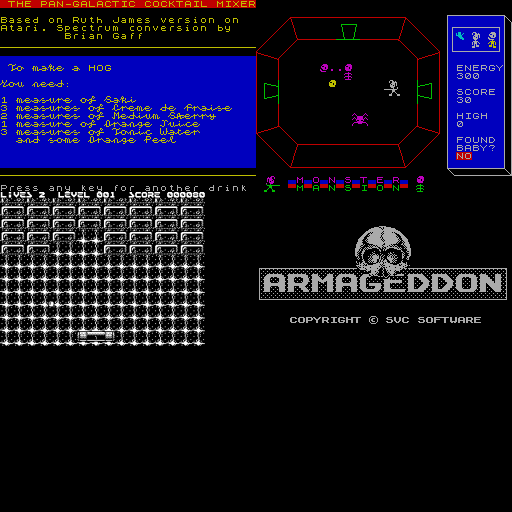 THE PAN-GALACTIC COCKTAIL MIXER
Based on Ruth James version on
Atari. Spectrum conversion by
Brian Gaff
To make a HOG
You need:
1 measure of Saki
3 measures of Creme de Fraise
2 measures of Medium Sherry
1 measure of Orange Juice
3 measures of Tonic Water
and some Orange Peel
Press any key for another drink
ENERGY
300
SCORE
30
HIGH
0
FOUND
BABY?
NO
MONSTER
MANSION
LIVES 2 LEVEL 001 SCORE 000080
ARMAGEDDON
COPYRIGHT © SVC SOFTWARE